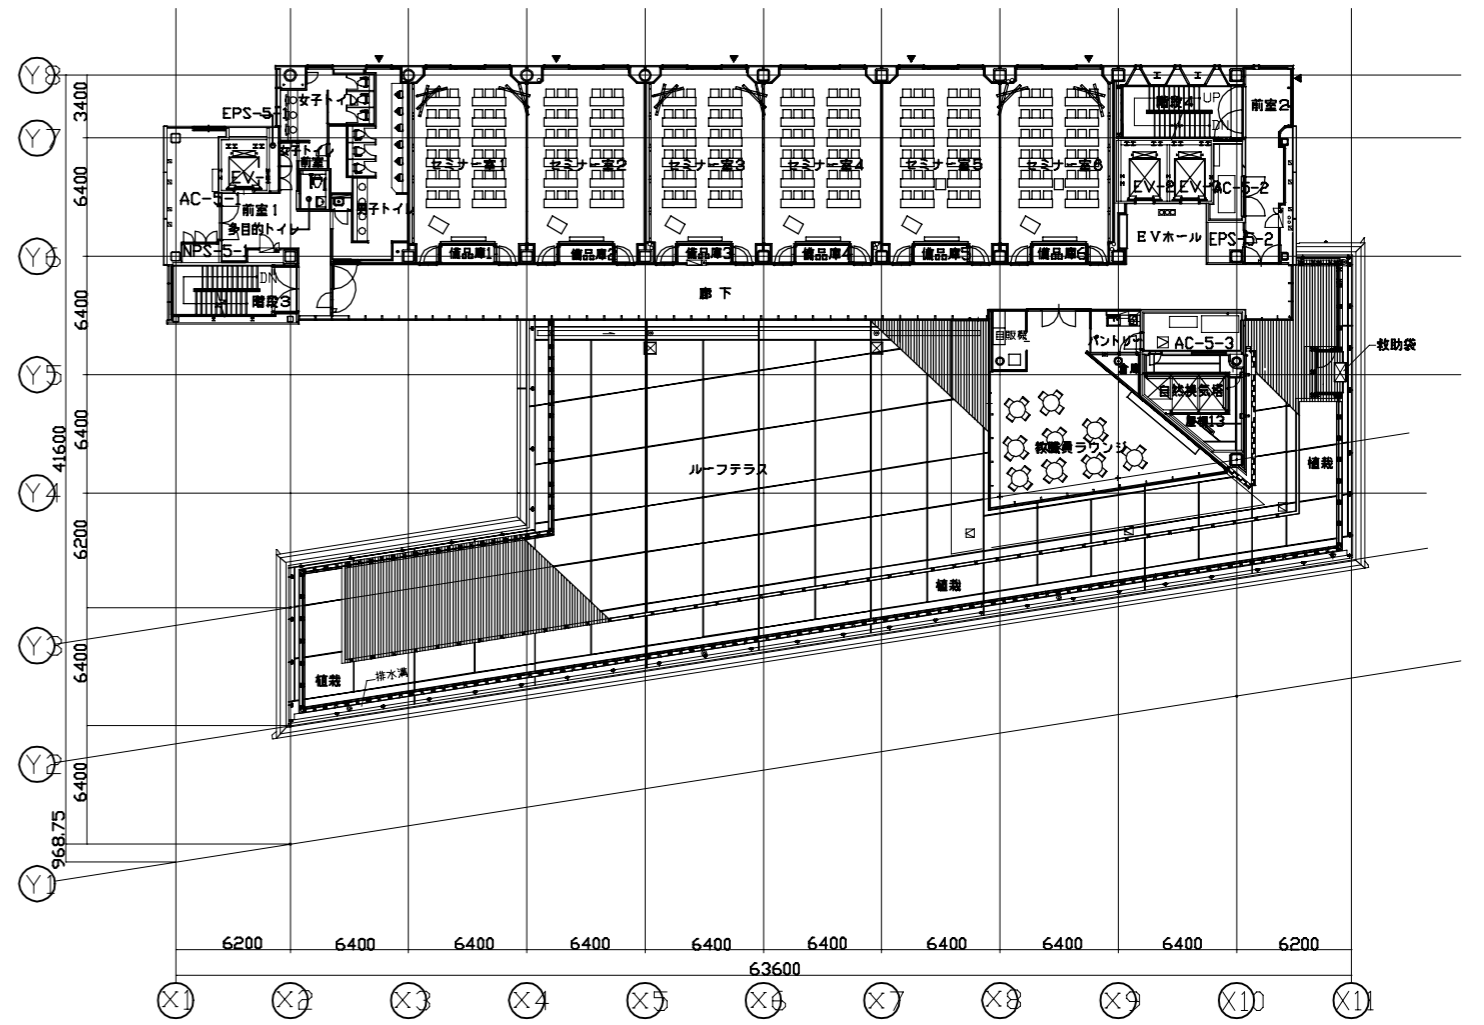 Y8
Y7
Y6
Y5
Y4
Y3
Y2
Y1
3400
6400
6400
6400
6200
6400
6400
41600
968.75
EPS-5-1
女子トイレ
女子トイレ
前室
AC-5-1
前室1
多目的トイレ
男子トイレ
NPS-5-1
DN
階段3
セミナー室1
セミナー室2
セミナー室3
セミナー室4
セミナー室5
セミナー室6
備品庫1
備品庫2
備品庫3
備品庫4
備品庫5
備品庫6
廊下
階段4
UP
DN
前室2
EV-2
AC-5-2
EVホール
EPS-5-2
自販機
パントリー
倉庫
AC-5-3
救助袋
自然換気塔
教職員ラウンジ
ルーフテラス
植栽
植栽
植栽
排水溝
6200
6400
6400
6400
6400
6400
6400
6400
6400
6400
6200
63600
X1
X2
X3
X4
X5
X6
X7
X8
X9
X10
X11